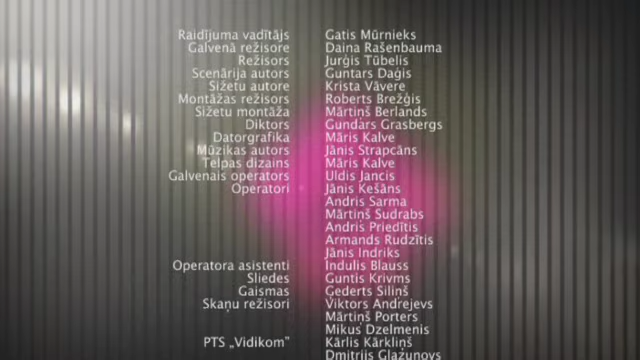 Raidījuma vadītājs Gatis Mūrnieks
Galvenā režisore Daina Rašenbauma
Režisors Jurģis Tūbelis
Scenārija autors Guntars Daģis
Sižetu autore Krista Vāvere
Montāžas režisors Roberts Brežģis
Sižetu montāža Mārtiņš Berlands
Diktors Gundars Grasbergs
Datorgrafika Māris Kalve
Mūzikas autors Jānis Strapcāns
Telpas dizains Māris Kalve
Galvenais operators Uldis Jancis
Operatori Jānis Kešāns
Andris Sarma
Mārtiņš Sudrabs
Andris Priedītis
Armands Rudzītis
Jānis Indriks
Operatora asistenti Indulis Blauss
Sliedes Guntis Krivms
Gaismas Ģederts Siliņš
Skaņu režisori Viktors Andrejevs
Mārtiņš Porters
Mikus Dzelmenis
PTS „Vidikom” Kārlis Kārkliņš
Dmitrijs Glazunovs